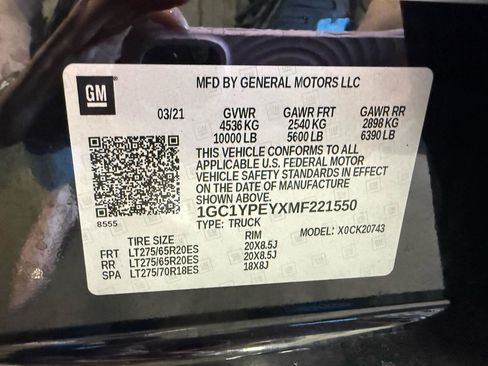 GM
MFD BY GENERAL MOTORS LLC
03/21 GVWR GAWR FRT GAWR RR
4536 KG 2540 KG 2898 KG
10000 LB 5600 LB 6390 LB
THIS VEHICLE CONFORMS TO ALL
APPLICABLE U.S. FEDERAL MOTOR
VEHICLE SAFETY STANDARDS IN EFFECT
ON THE DATE OF MANUFACTURE
SHOWN ABOVE.
8555
1GC1YPEYXMF221550
TYPE: TRUCK MODEL: X0CK20743
TIRE SIZE RIM
FRT LT275/65R20ES 20X8.5J
RR LT275/65R20ES 20X8.5J
SPA LT275/70R18ES 18X8J